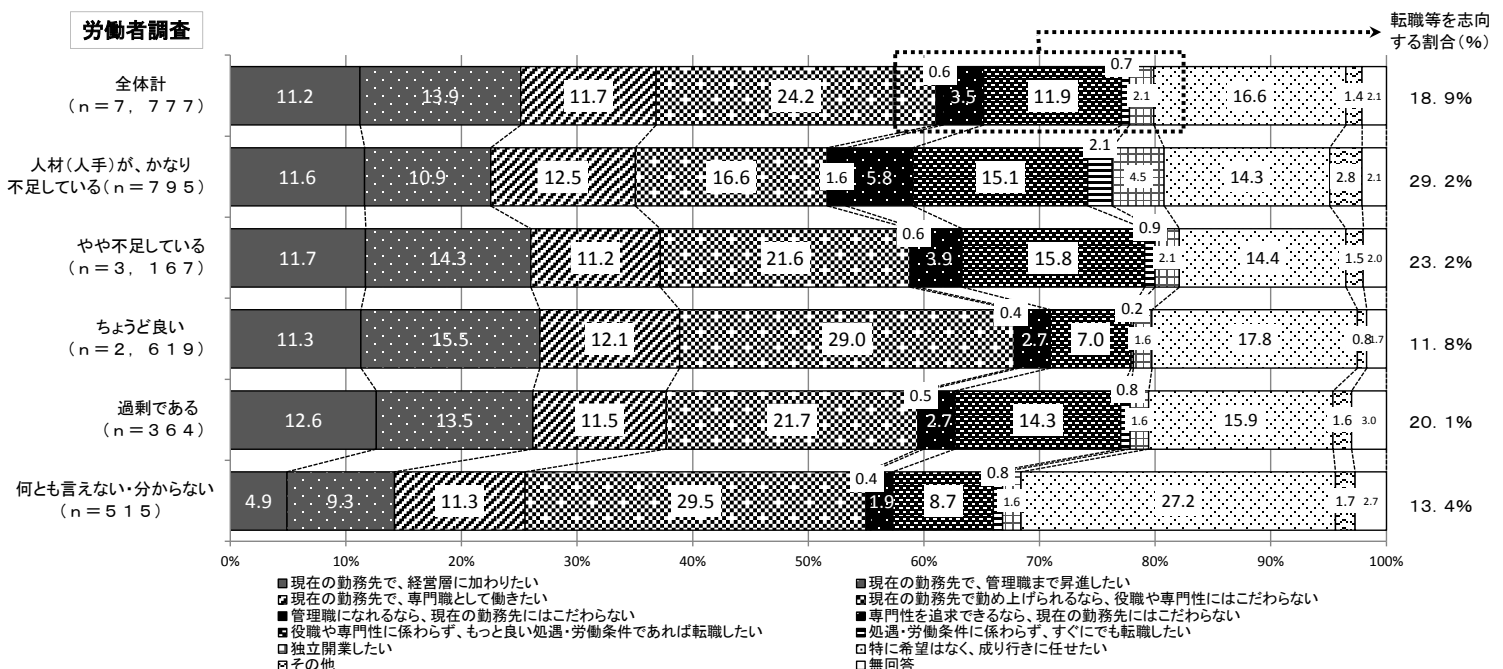 労働者調査
転職等を志向
する割合(%)
全体計
(n=7, 777)
11.2
13.9
11.7
24.2
0.6
3.5
11.9
0.7
2.1
16.6
1.4
2.1
18. 9%
人材(人手)が、かなり
不足している(n=795)
11.6
10.9
12.5
16.6
1.6
5.8
15.1
2.1
4.5
14.3
2.8
2.1
29. 2%
やや不足している
(n=3, 167)
11.7
14.3
11.2
21.6
0.6
3.9
15.8
0.9
2.1
14.4
1.5
2.0
23. 2%
ちょうど良い
(n=2, 619)
11.3
15.5
12.1
29.0
0.4
2.7
7.0
0.2
1.6
17.8
0.8
1.7
11. 8%
過剰である
(n=364)
12.6
13.5
11.5
21.7
0.5
2.7
14.3
0.8
1.6
15.9
1.6
3.0
20. 1%
何とも言えない・分からない
(n=515)
4.9
9.3
11.3
29.5
0.4
1.9
8.7
0.8
1.6
27.2
1.7
2.7
13. 4%
0% 10% 20% 30% 40% 50% 60% 70% 80% 90% 100%
現在の勤務先で、経営層に加わりたい
現在の勤務先で、管理職まで昇進したい
現在の勤務先で、専門職として働きたい
現在の勤務先で勤め上げられるなら、役職や専門性にはこだわらない
管理職になれるなら、現在の勤務先にはこだわらない
専門性を追求できるなら、現在の勤務先にはこだわらない
役職や専門性に係わらず、もっと良い処遇・労働条件であれば転職したい
処遇・労働条件に係わらず、すぐにでも転職したい
独立開業したい
特に希望はなく、成り行きに任せたい
その他
無回答